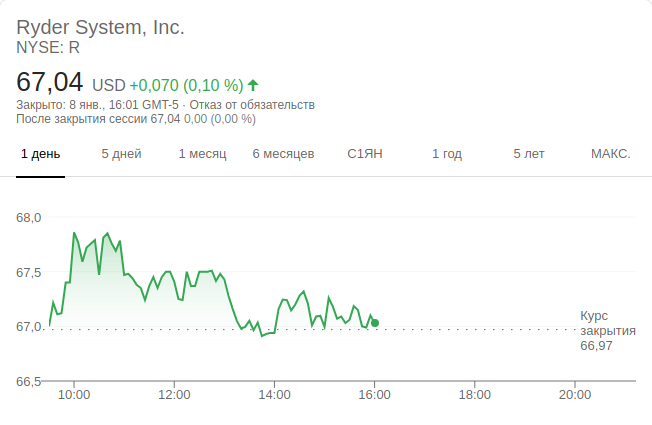 Ryder System, Inc.
NYSE: R
67,04 USD +0,070 (0,10 %)
Закрыто: 8 янв., 16:01 GMT-5 · Отказ от обязательств
После закрытия сессии 67,04 0,00 (0,00 %)
1 день 5 дней 1 месяц 6 месяцев С1ЯН 1 год 5 лет МАКС.
68,0
67,5
67,0
Курс
закрытия
66,97
66,5
10:00 12:00 14:00 16:00 18:00 20:00